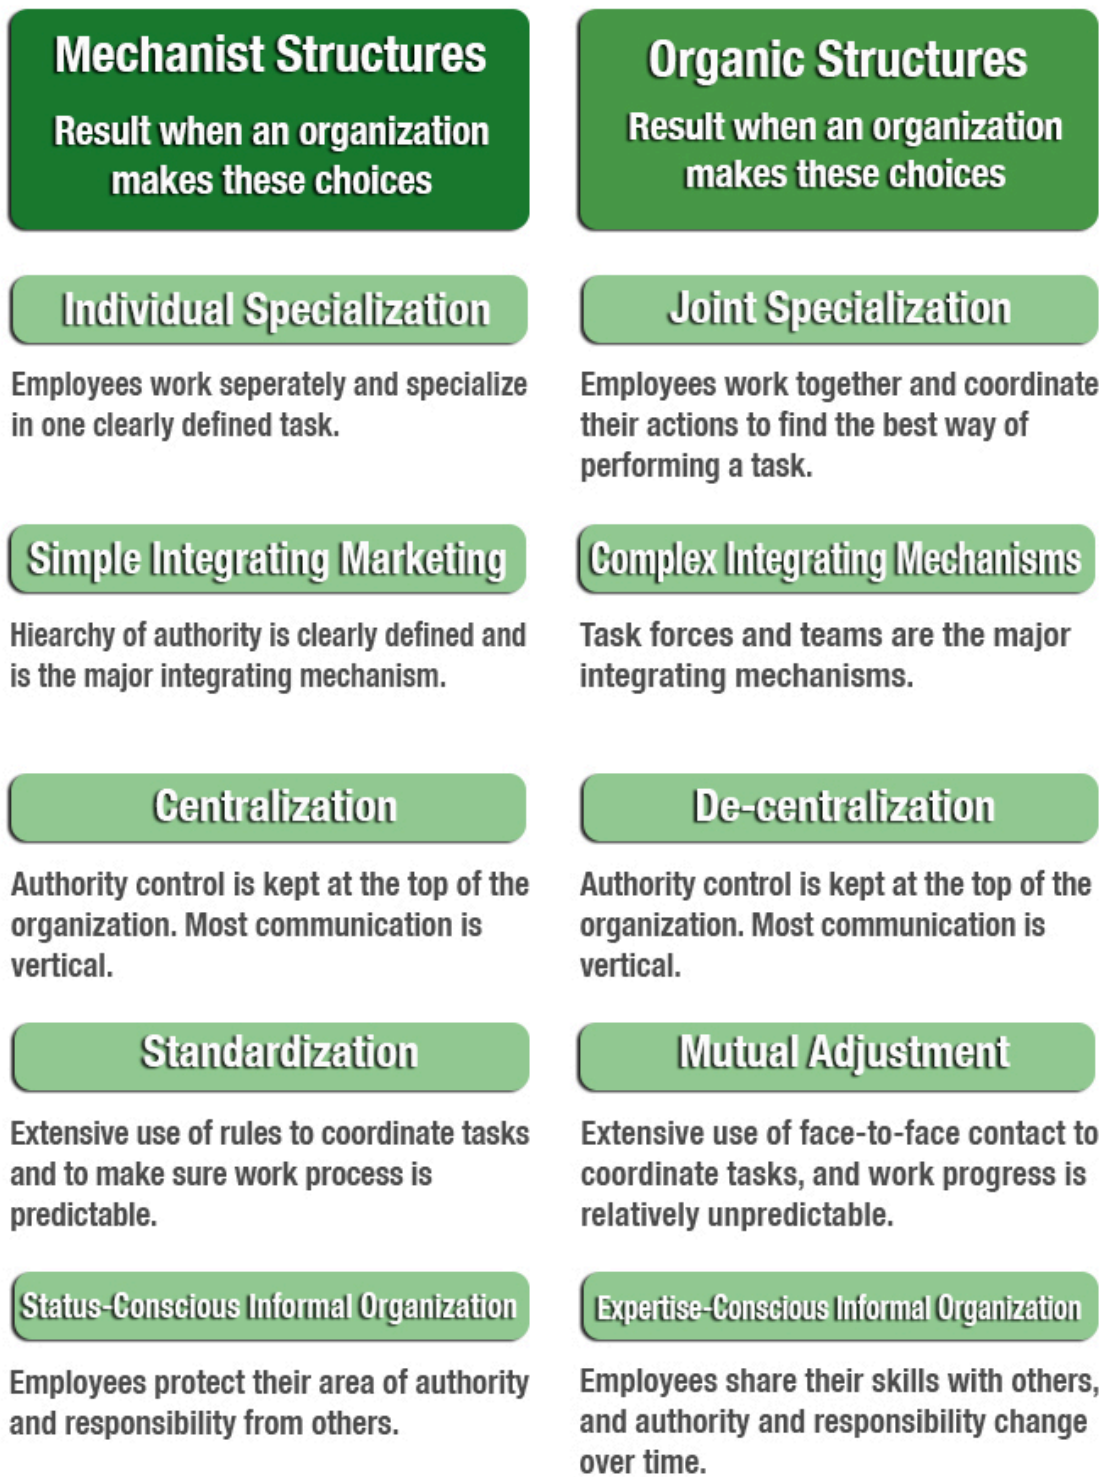 Mechanist Structures
Result when an organization
makes these choices
Organic Structures
Result when an organization
makes these choices
Individual Specialization
Employees work seperately and specialize
in one clearly defined task.
Joint Specialization
Employees work together and coordinate
their actions to find the best way of
performing a task.
Simple Integrating Marketing
Hiearchy of authority is clearly defined and
is the major integrating mechanism.
Complex Integrating Mechanisms
Task forces and teams are the major
integrating mechanisms.
Centralization
Authority control is kept at the top of the
organization. Most communication is
vertical.
De-centralization
Authority control is kept at the top of the
organization. Most communication is
vertical.
Standardization
Extensive use of rules to coordinate tasks
and to make sure work process is
predictable.
Mutual Adjustment
Extensive use of face-to-face contact to
coordinate tasks, and work progress is
relatively unpredictable.
Status-Conscious Informal Organization
Employees protect their area of authority
and responsibility from others.
Expertise-Conscious Informal Organization
Employees share their skills with others,
and authority and responsibility change
over time.